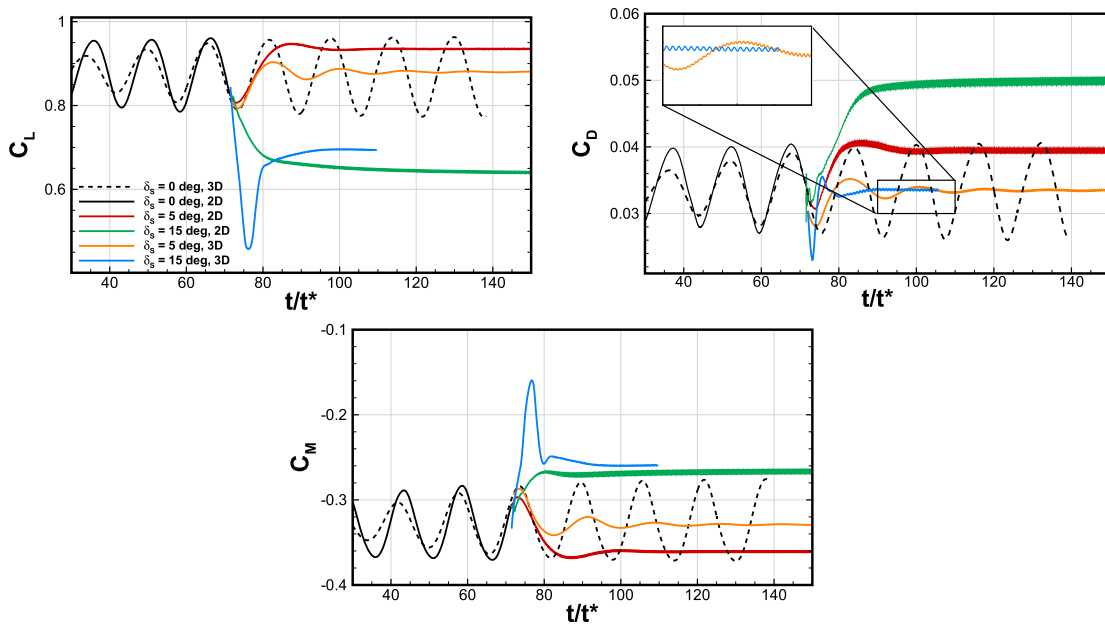 1
0.8
0.6
C_L
40 60 80 100 120 140
t/t*
δ_s = 0 deg, 3D
δ_s = 0 deg, 2D
δ_s = 5 deg, 2D
δ_s = 15 deg, 2D
δ_s = 5 deg, 3D
δ_s = 15 deg, 3D
0.06
0.05
0.04
0.03
C_D
40 60 80 100 120 140
t/t*
-0.1
-0.2
-0.3
-0.4
C_M
40 60 80 100 120 140
t/t*